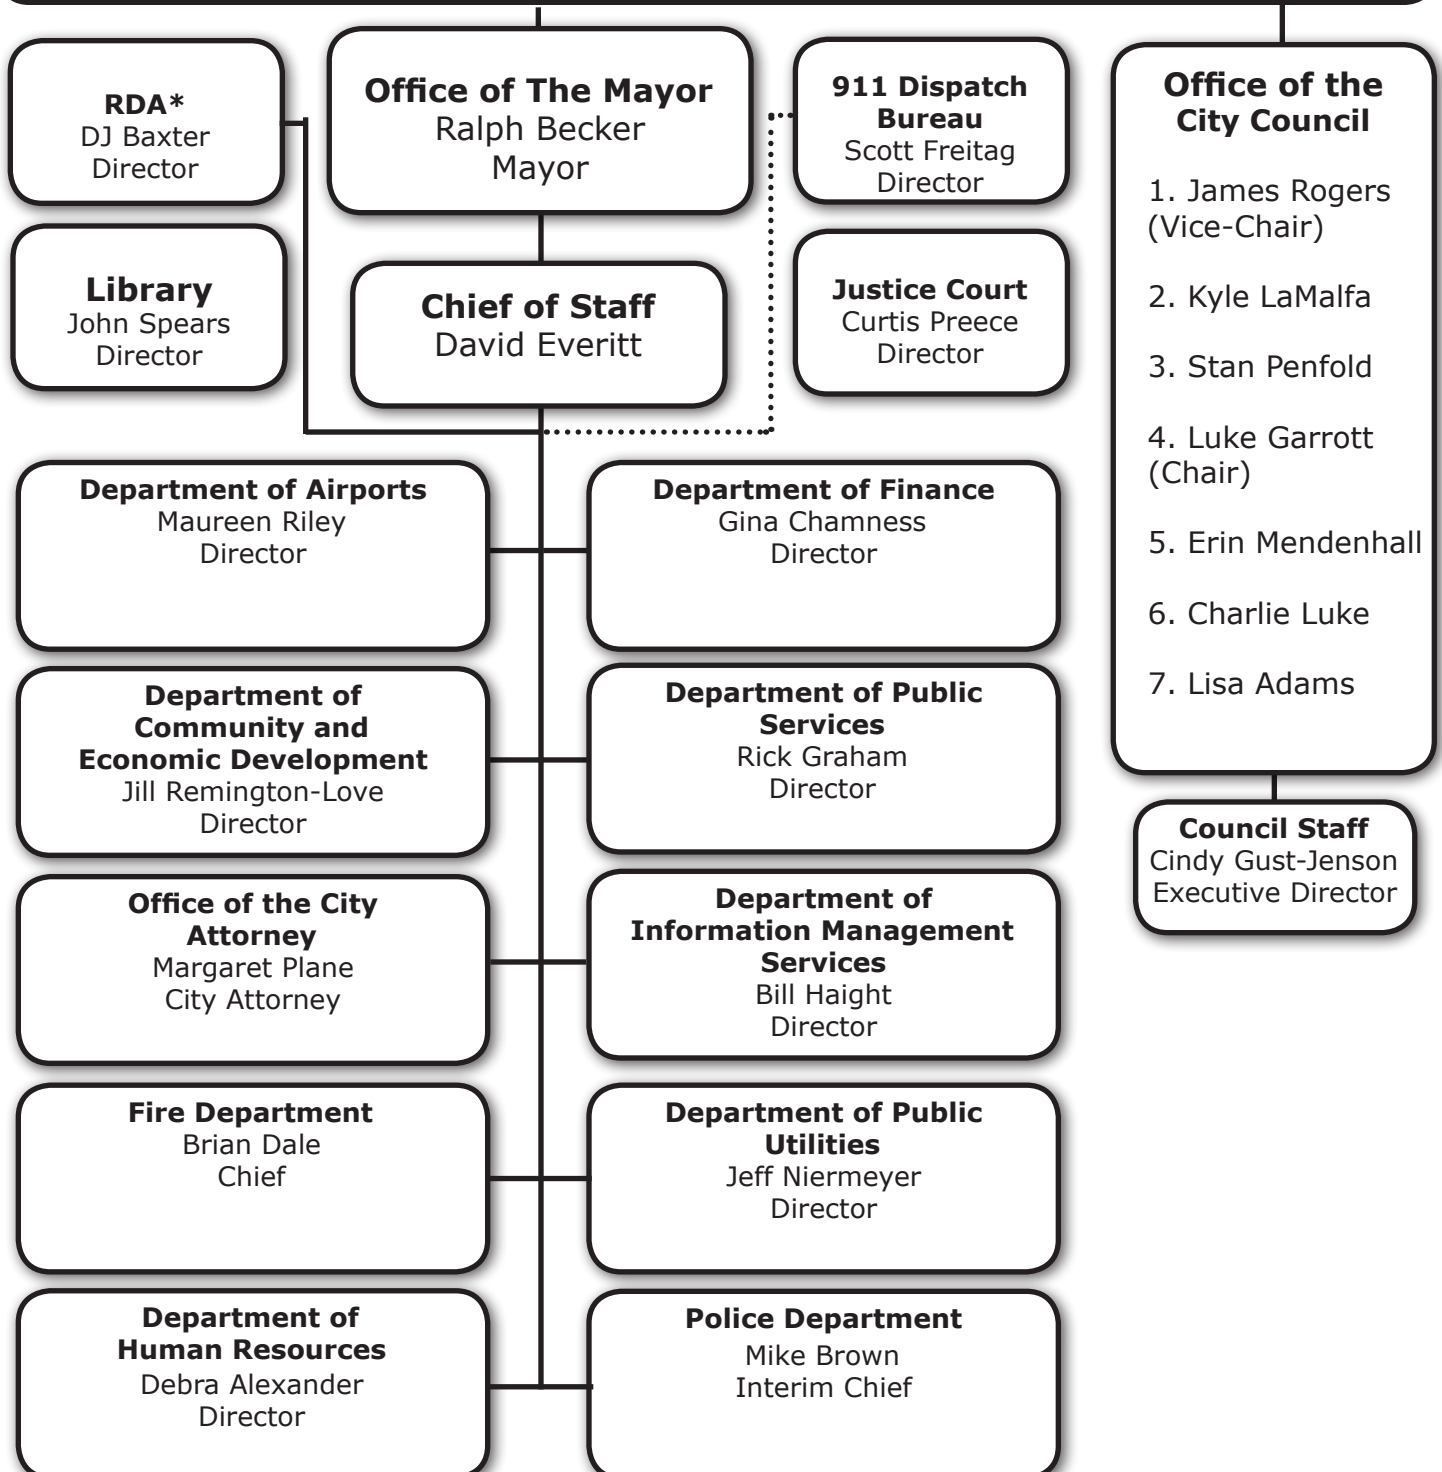 RDA*
DJ Baxter
Director
Office of The Mayor
Ralph Becker
Mayor
911 Dispatch
Bureau
Scott Freitag
Director
Office of the
City Council
1. James Rogers
(Vice-Chair)
2. Kyle LaMalfa
3. Stan Penfold
4. Luke Garrott
(Chair)
5. Erin Mendenhall
6. Charlie Luke
7. Lisa Adams
Library
John Spears
Director
Chief of Staff
David Everitt
Justice Court
Curtis Preece
Director
Department of Airports
Maureen Riley
Director
Department of Finance
Gina Chamness
Director
Department of
Community and
Economic Development
Jill Remington-Love
Director
Department of Public
Services
Rick Graham
Director
Council Staff
Cindy Gust-Jenson
Executive Director
Office of the City
Attorney
Margaret Plane
City Attorney
Department of
Information Management
Services
Bill Haight
Director
Fire Department
Brian Dale
Chief
Department of Public
Utilities
Jeff Niermeyer
Director
Department of
Human Resources
Debra Alexander
Director
Police Department
Mike Brown
Interim Chief